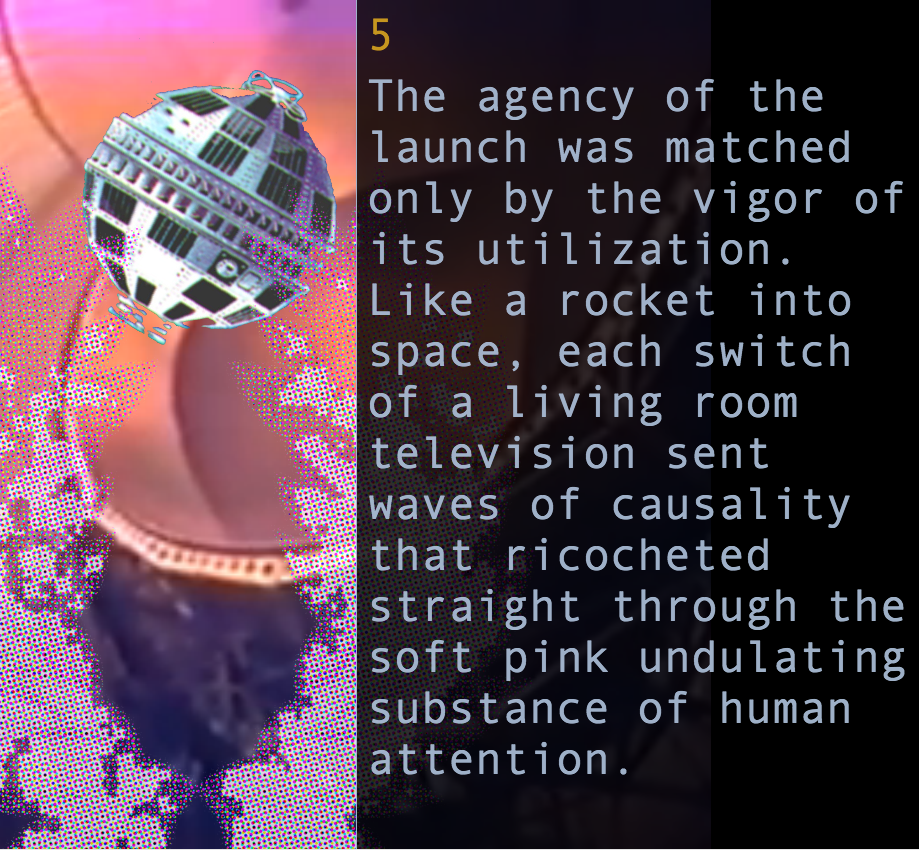 5
The agency of the
launch was matched
only by the vigor of
its utilization.
Like a rocket into
space, each switch
of a living room
television sent
waves of causality
that ricocheted
straight through the
soft pink undulating
substance of human
attention.